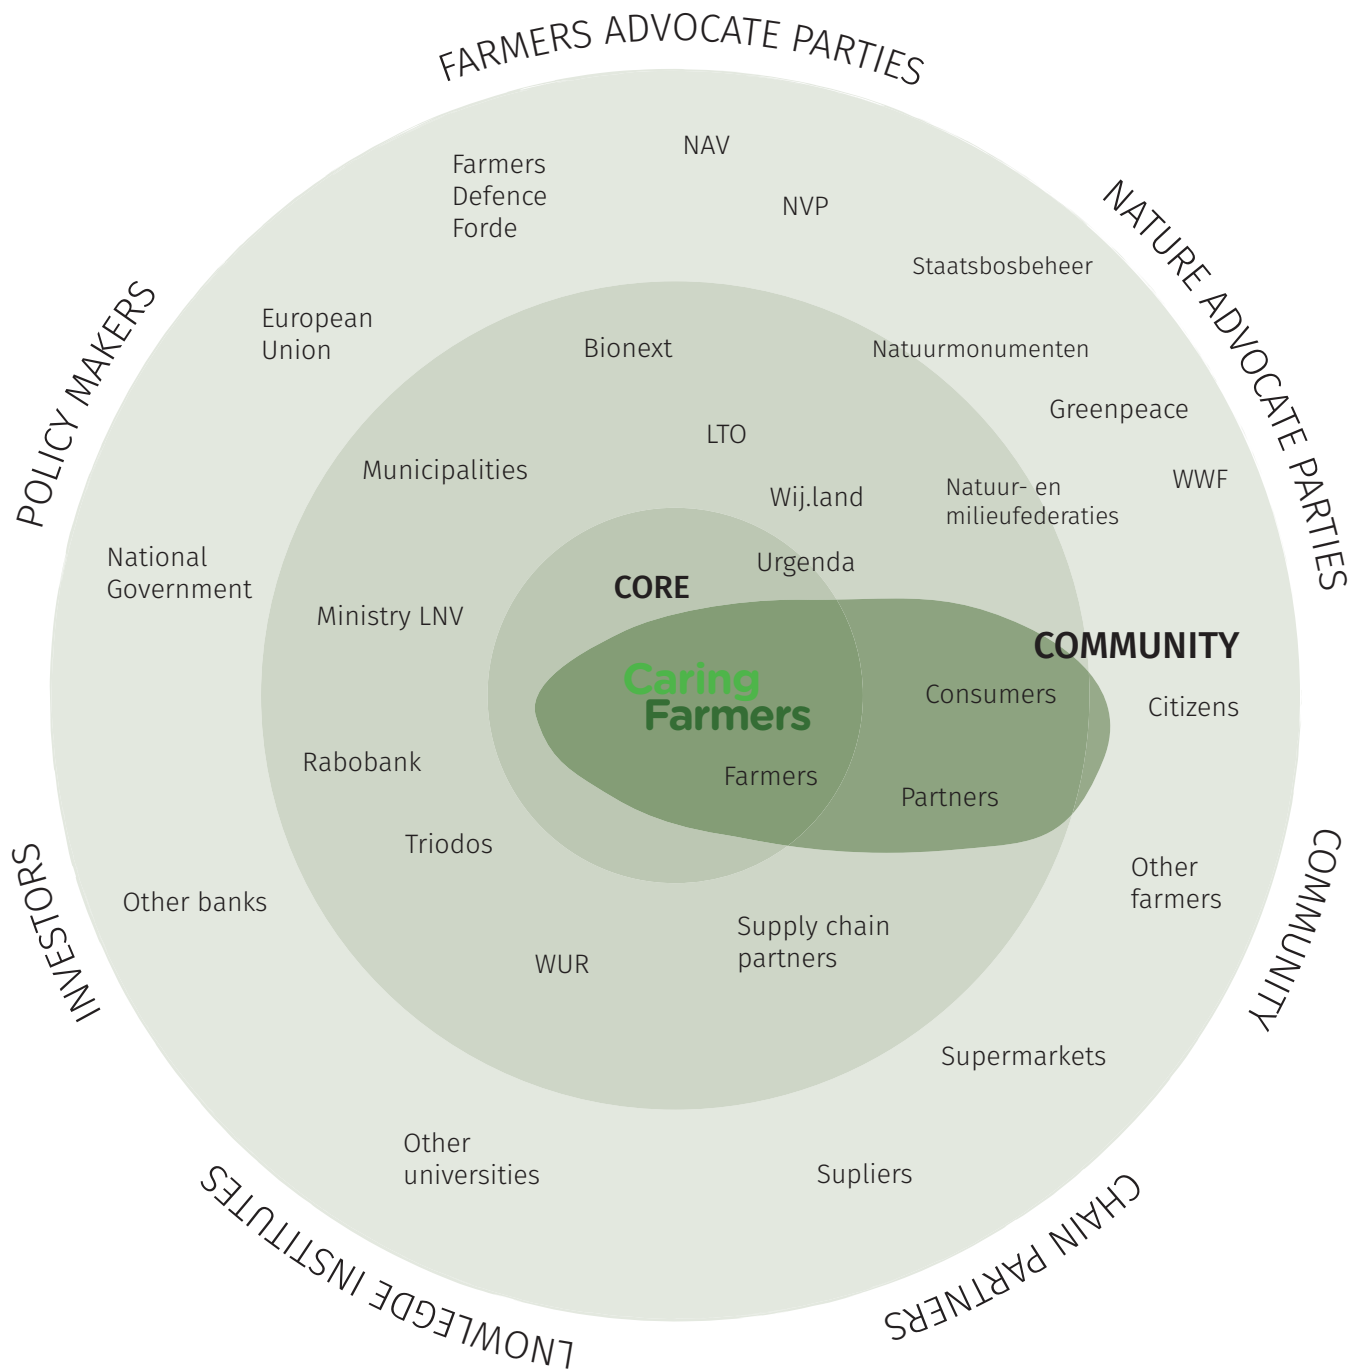 FARMERS ADVOCATE PARTIES
NATURE ADVOCATE PARTIES
POLICY MAKERS
NAV
Farmers
Defence
Forde
NVP
Staatsbosbeheer
European
Union
Bionext
Natuurmonumenten
Greenpeace
LTO
Municipalities
WWF
Wij.land
Natuur- en
milieufederaties
National
Government
Urgenda
CORE
Ministry LNV
COMMUNITY
Caring
Farmers
Consumers
Citizens
Rabobank
Farmers
Partners
Triodos
Other
farmers
Other banks
Supply chain
partners
WUR
Supermarkets
Other
universities
Supliers
INVESTORS
COMMUNITY
LNOWLEGDE INSTITUTES
CHAIN PARTNERS